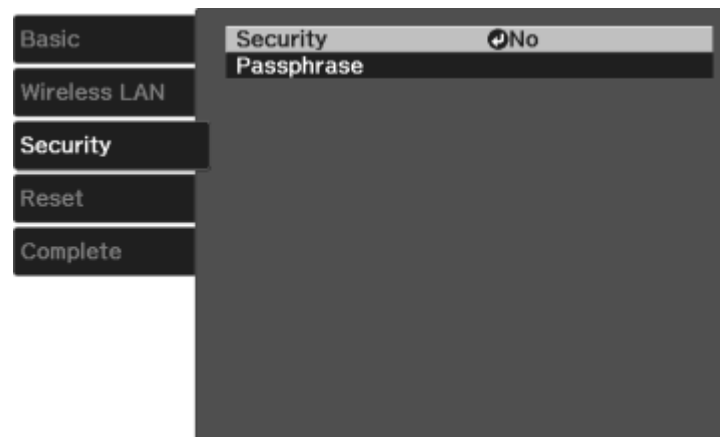 Basic
Wireless LAN
Security
Reset
Complete
Security No
Passphrase